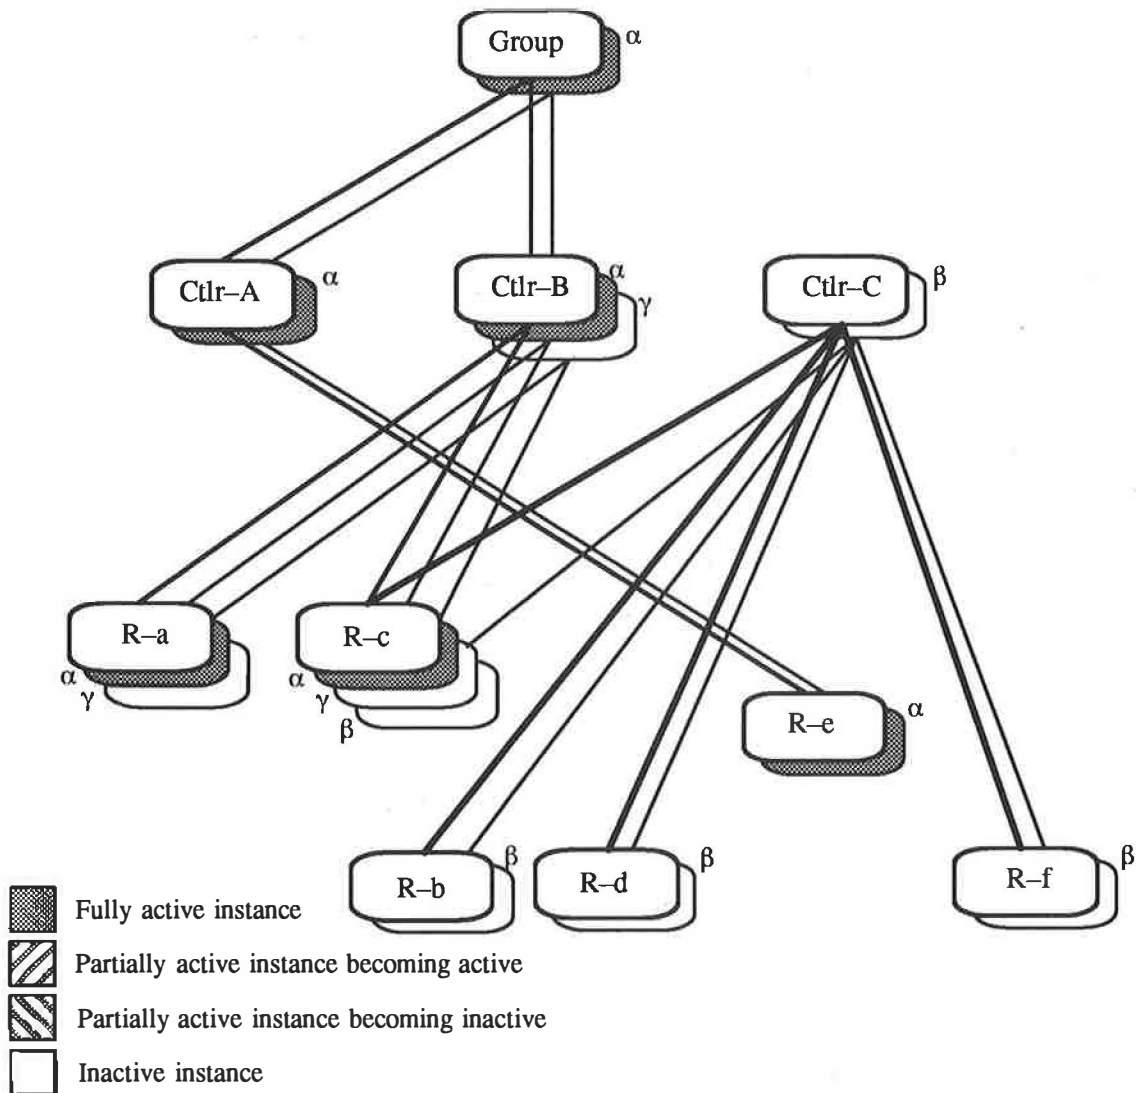 Group
α
Ctlr–A
α
Ctlr–B
α
γ
Ctlr–C
β
R–a
α
γ
R–c
α
γ
β
R–e
α
R–b
β
R–d
β
R–f
β
Fully active instance
Partially active instance becoming active
Partially active instance becoming inactive
Inactive instance